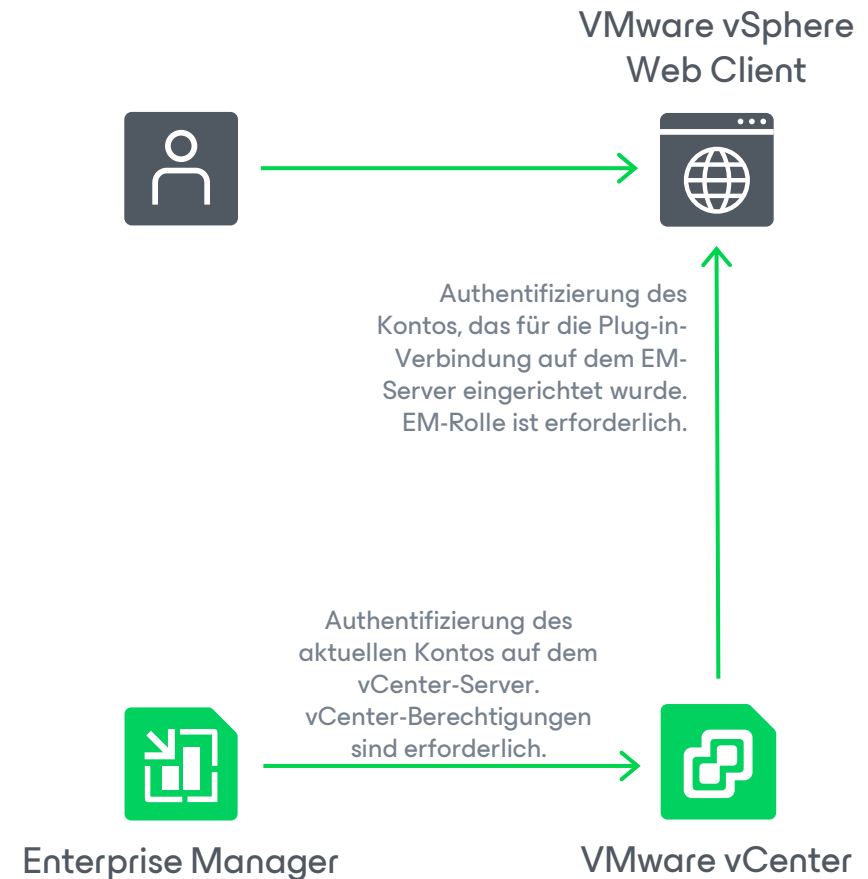 VMware vSphere
Web Client
Authentifizierung des
Kontos, das für die Plug-in-
Verbindung auf dem EM-
Server eingerichtet wurde.
EM-Rolle ist erforderlich.
Authentifizierung des
aktuellen Kontos auf dem
vCenter-Server.
vCenter-Berechtigungen
sind erforderlich.
Enterprise Manager
VMware vCenter